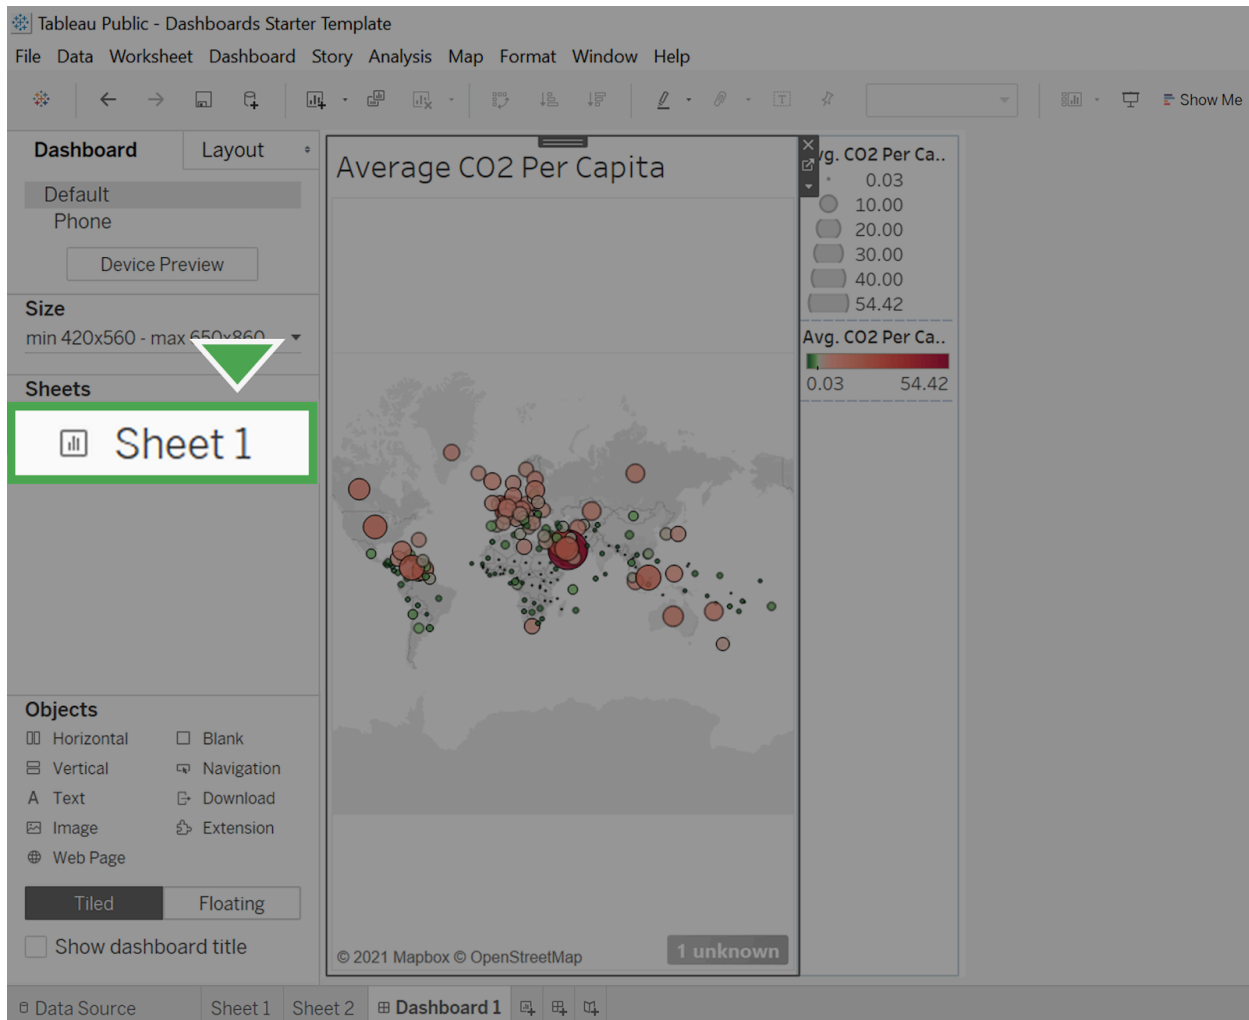 Tableau Public - Dashboards Starter Template
File Data Worksheet Dashboard Story Analysis Map Format Window Help
Show Me
Dashboard Layout
Default
Phone
Device Preview
Size
min 420x560 - max 650x860
Sheets
Sheet 1
Objects
Horizontal Blank
Vertical Navigation
A Text Download
Image Extension
Web Page
Tiled Floating
Show dashboard title
Average CO2 Per Capita
© 2021 Mapbox © OpenStreetMap
1 unknown
vg. CO2 Per Ca..
0.03
10.00
20.00
30.00
40.00
54.42
Avg. CO2 Per Ca..
0.03 54.42
Data Source Sheet 1 Sheet 2 Dashboard 1